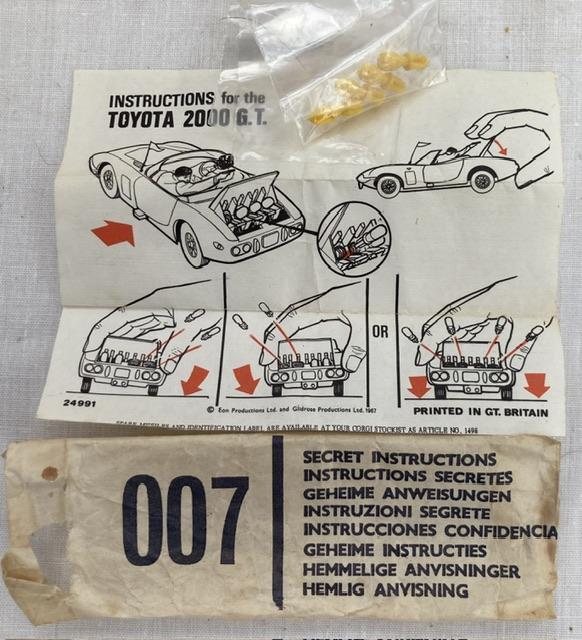 INSTRUCTIONS for the
TOYOTA 2000 G.T.
OR
24991
© Eon Productions Ltd. and Glidrose Productions Ltd. 1967
PRINTED IN GT. BRITAIN
SPARE MISSILES AND IDENTIFICATION LABEL ARE AVAILABLE AT YOUR CORGI STOCKIST AS ARTICLE NO. 1498
007
SECRET INSTRUCTIONS
INSTRUCTIONS SECRETES
GEHEIME ANWEISUNGEN
INSTRUZIONI SEGRETE
INSTRUCCIONES CONFIDENCIA
GEHEIME INSTRUCTIES
HEMMELIGE ANVISNINGER
HEMLIG ANVISNING